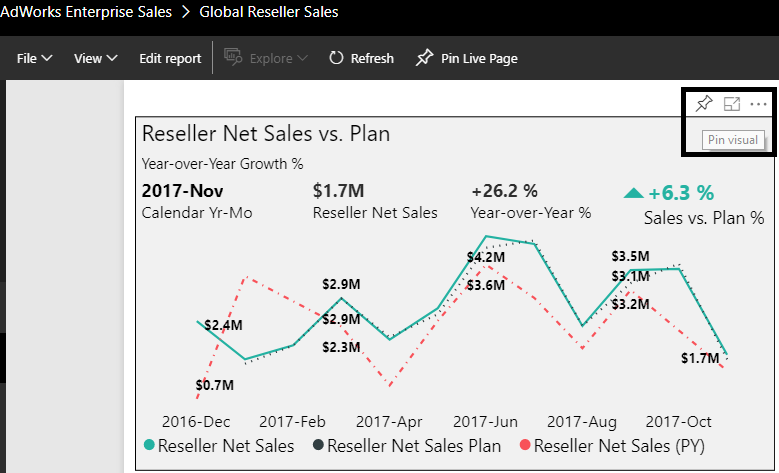 AdWorks Enterprise Sales > Global Reseller Sales
File View Edit report Explore Refresh Pin Live Page
Pin visual
Reseller Net Sales vs. Plan
Year-over-Year Growth %
2017-Nov $1.7M +26.2 % +6.3 %
Calendar Yr-Mo Reseller Net Sales Year-over-Year % Sales vs. Plan %
$4.2M $3.5M
$3.1M
$2.9M $3.6M
$3.2M
$2.4M $2.9M
$2.3M $1.7M
$0.7M
2016-Dec 2017-Feb 2017-Apr 2017-Jun 2017-Aug 2017-Oct
Reseller Net Sales Reseller Net Sales Plan Reseller Net Sales (PY)